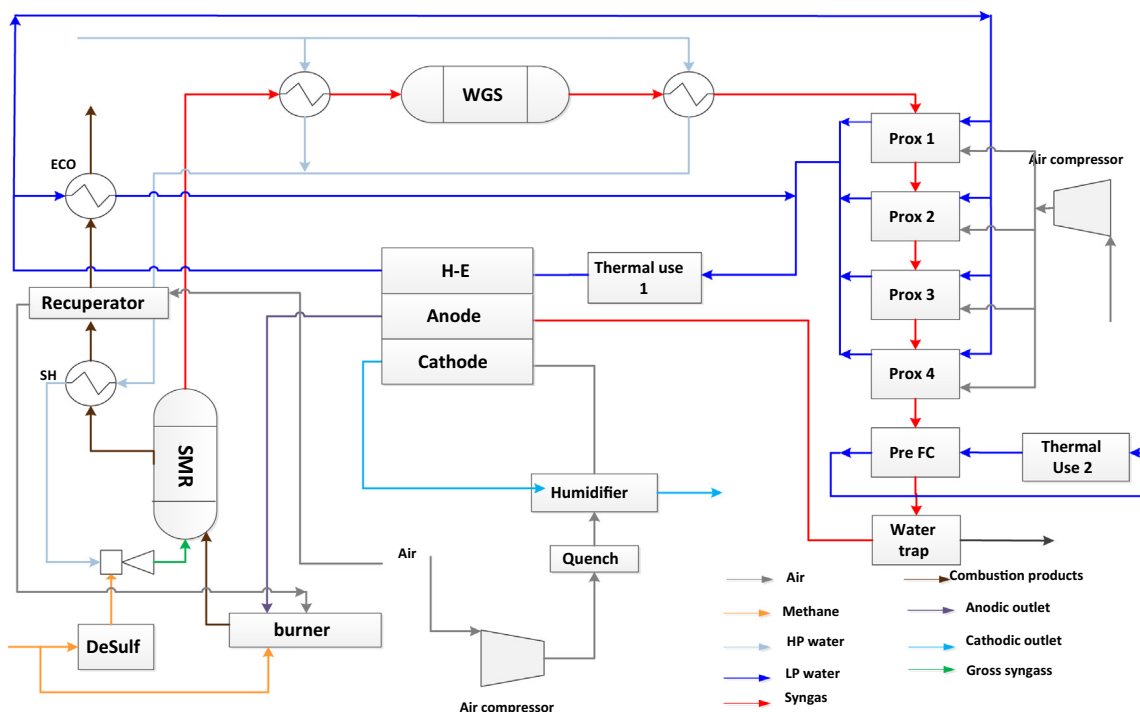 WGS
ECO
Prox 1
Air compressor
Prox 2
H-E
Thermal use
1
Recuperator
Anode
Prox 3
Cathode
SH
Prox 4
SMR
Pre FC
Thermal
Use 2
Humidifier
Water
trap
Air
Quench
DeSulf
burner
Air compressor
Air
Methane
HP water
LP water
Syngas
Combustion products
Anodic outlet
Cathodic outlet
Gross syngass